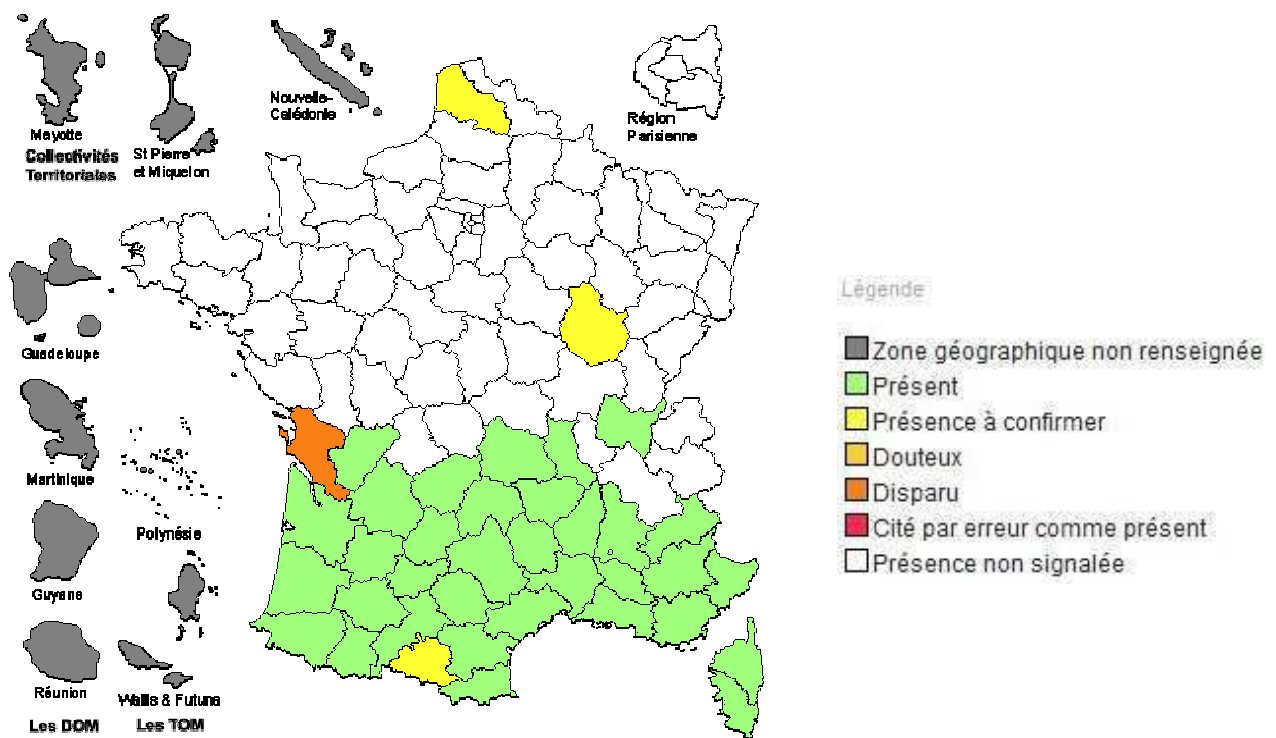 Mayotte
Collectivités
Territoriales
St Pierre
et Miquelon
Nouvelle-
Calédonie
Région
Parisienne
Guadeloupe
Martinique
Polynésie
Guyane
Réunion
Wallis & Futuna
Les DOM
Les TOM
Légende
Zone géographique non renseignée
Présent
Présence à confirmer
Douteux
Disparu
Cité par erreur comme présent
Présence non signalée